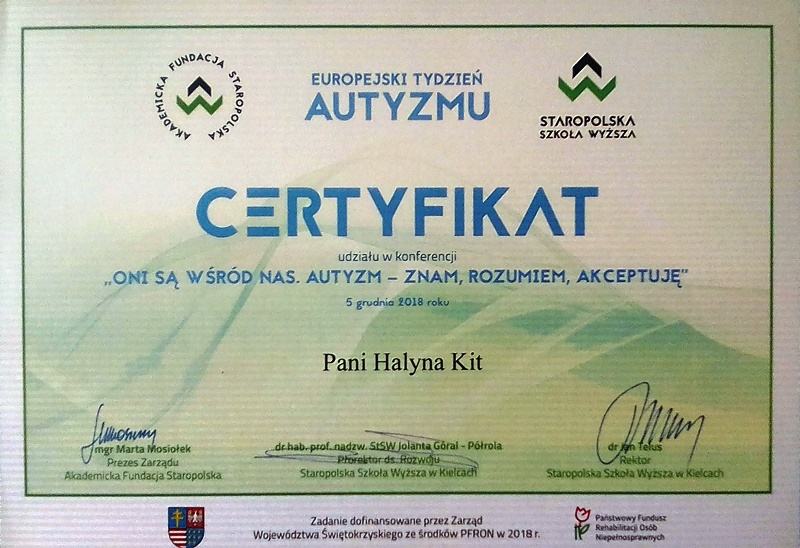 AKADEMICKA FUNDACJA STAROPOLSKA
EUROPEJSKI TYDZIEŃ
AUTYZMU
STAROPOLSKA
SZKOŁA WYŻSZA
CERTYFIKAT
udziału w konferencji
„ONI SĄ WŚRÓD NAS. AUTYZM – ZNAM, ROZUMIEM, AKCEPTUJĘ”
5 grudnia 2018 roku
Pani Halyna Kit
mgr Marta Mosiołek
Prezes Zarządu
Akademicka Fundacja Staropolska
dr hab. prof. nadzw. StSW Jolanta Góral - Półrola
Prorektor ds. Rozwoju
Staropolska Szkoła Wyższa w Kielcach
dr Jan Telus
Rektor
Staropolska Szkoła Wyższa w Kielcach
Zadanie dofinansowane przez Zarząd
Województwa Świętokrzyskiego ze środków PFRON w 2018 r.
Państwowy Fundusz
Rehabilitacji Osób
Niepełnosprawnych